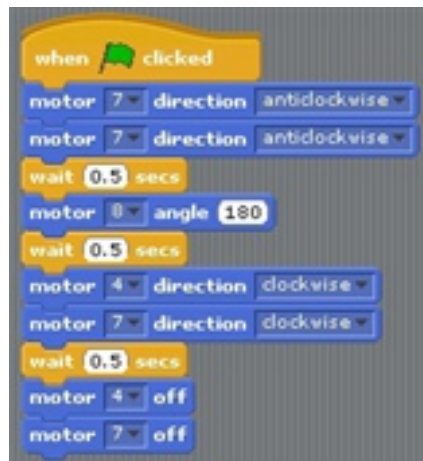 when clicked
motor 7 direction anticlockwise
motor 7 direction anticlockwise
wait 0.5 secs
motor 8 angle 180
wait 0.5 secs
motor 4 direction clockwise
motor 7 direction clockwise
wait 0.5 secs
motor 4 off
motor 7 off